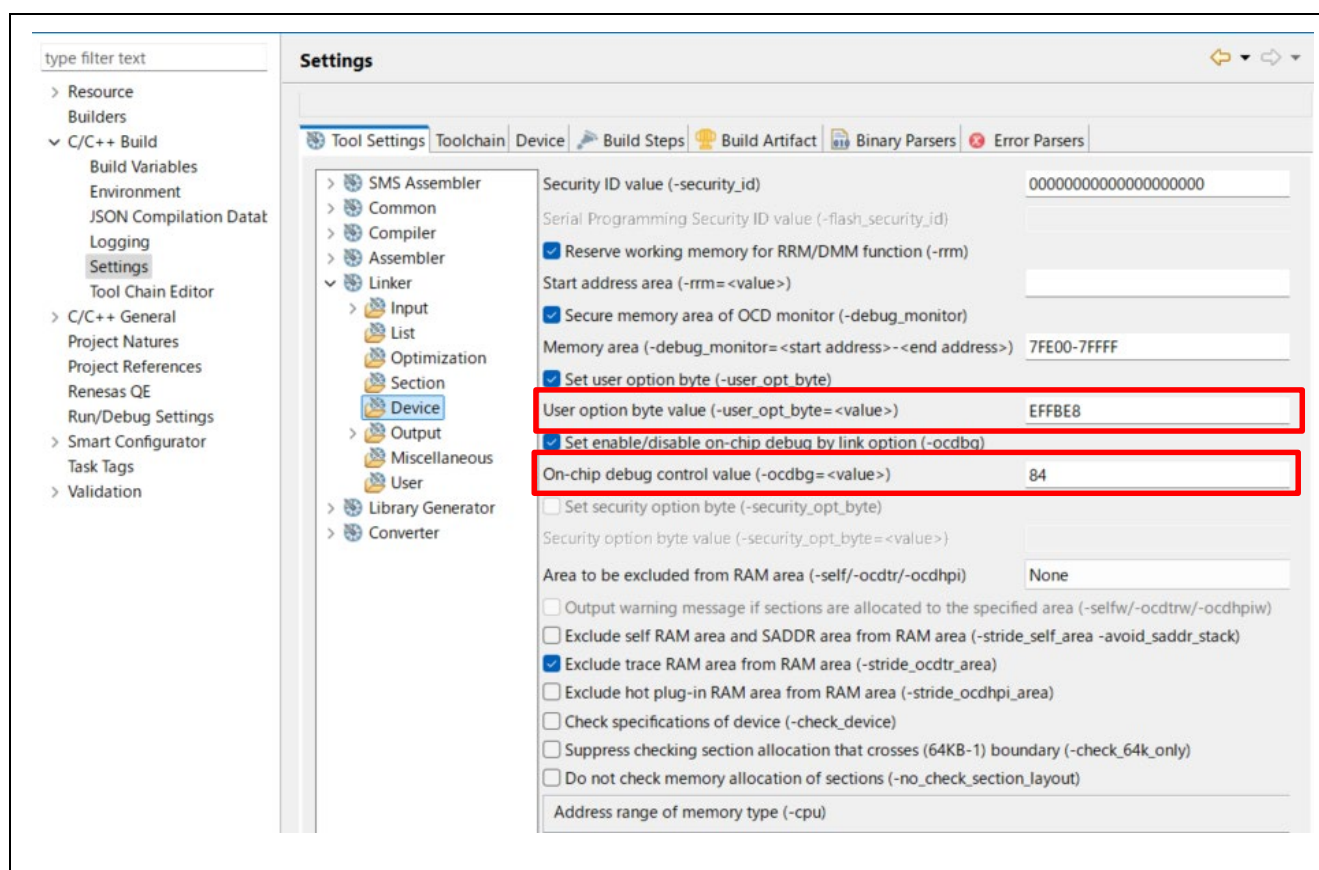 type filter text
Resource
Builders
C/C++ Build
Build Variables
Environment
JSON Compilation Datab
Logging
Settings
Tool Chain Editor
C/C++ General
Project Natures
Project References
Renesas QE
Run/Debug Settings
Smart Configurator
Task Tags
Validation
Settings
Tool Settings Toolchain Device Build Steps Build Artifact Binary Parsers Error Parsers
SMS Assembler
Common
Compiler
Assembler
Linker
Input
List
Optimization
Section
Device
Output
Miscellaneous
User
Library Generator
Converter
Security ID value (-security_id) 00000000000000000000
Serial Programming Security ID value (-flash_security_id)
Reserve working memory for RRM/DMM function (-rrm)
Start address area (-rrm=<value>)
Secure memory area of OCD monitor (-debug_monitor)
Memory area (-debug_monitor=<start address>-<end address>) 7FE00-7FFFF
Set user option byte (-user_opt_byte)
User option byte value (-user_opt_byte=<value>) EFFBE8
Set enable/disable on-chip debug by link option (-ocdbg)
On-chip debug control value (-ocdbg=<value>) 84
Set security option byte (-security_opt_byte)
Security option byte value (-security_opt_byte=<value>)
Area to be excluded from RAM area (-self/-ocdtr/-ocdhpi) None
Output warning message if sections are allocated to the specified area (-selfw/-ocdtrw/-ocdhpiw)
Exclude self RAM area and SADDR area from RAM area (-stride_self_area -avoid_saddr_stack)
Exclude trace RAM area from RAM area (-stride_ocdtr_area)
Exclude hot plug-in RAM area from RAM area (-stride_ocdhpi_area)
Check specifications of device (-check_device)
Suppress checking section allocation that crosses (64KB-1) boundary (-check_64k_only)
Do not check memory allocation of sections (-no_check_section_layout)
Address range of memory type (-cpu)